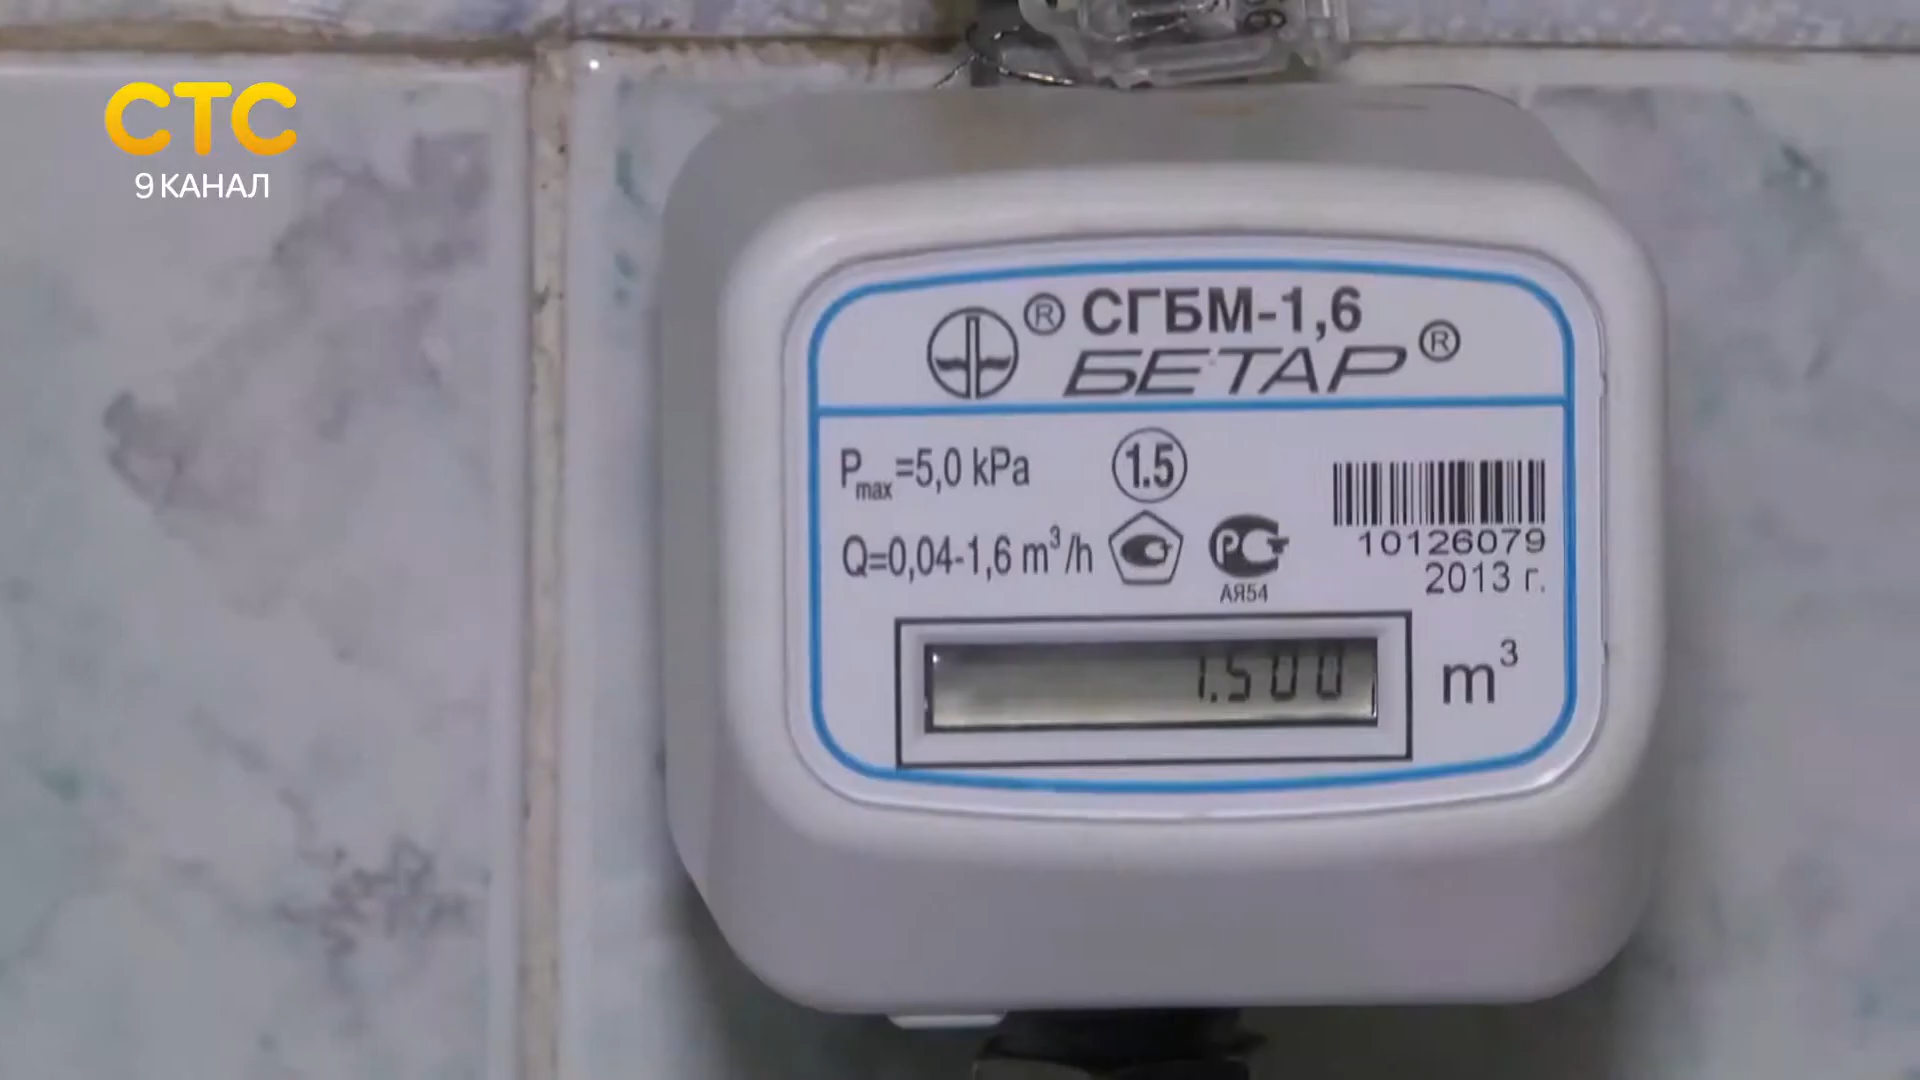 СТС
9 КАНАЛ
® СГБМ-1,6
БЕТАР ®
Pmax=5,0 kPa
1.5
Q=0,04-1,6 m³/h
РСТ
АЯ54
10126079
2013 г.
1.500
m³